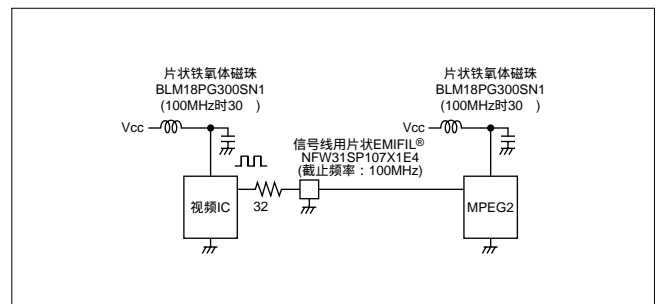 片状铁氧体磁珠
BLM18PG300SN1
(100MHz时30 )
Vcc
片状铁氧体磁珠
BLM18PG300SN1
(100MHz时30 )
Vcc
信号线用片状EMIFIL®
NFW31SP107X1E4
(截止频率：100MHz)
视频IC
32
MPEG2